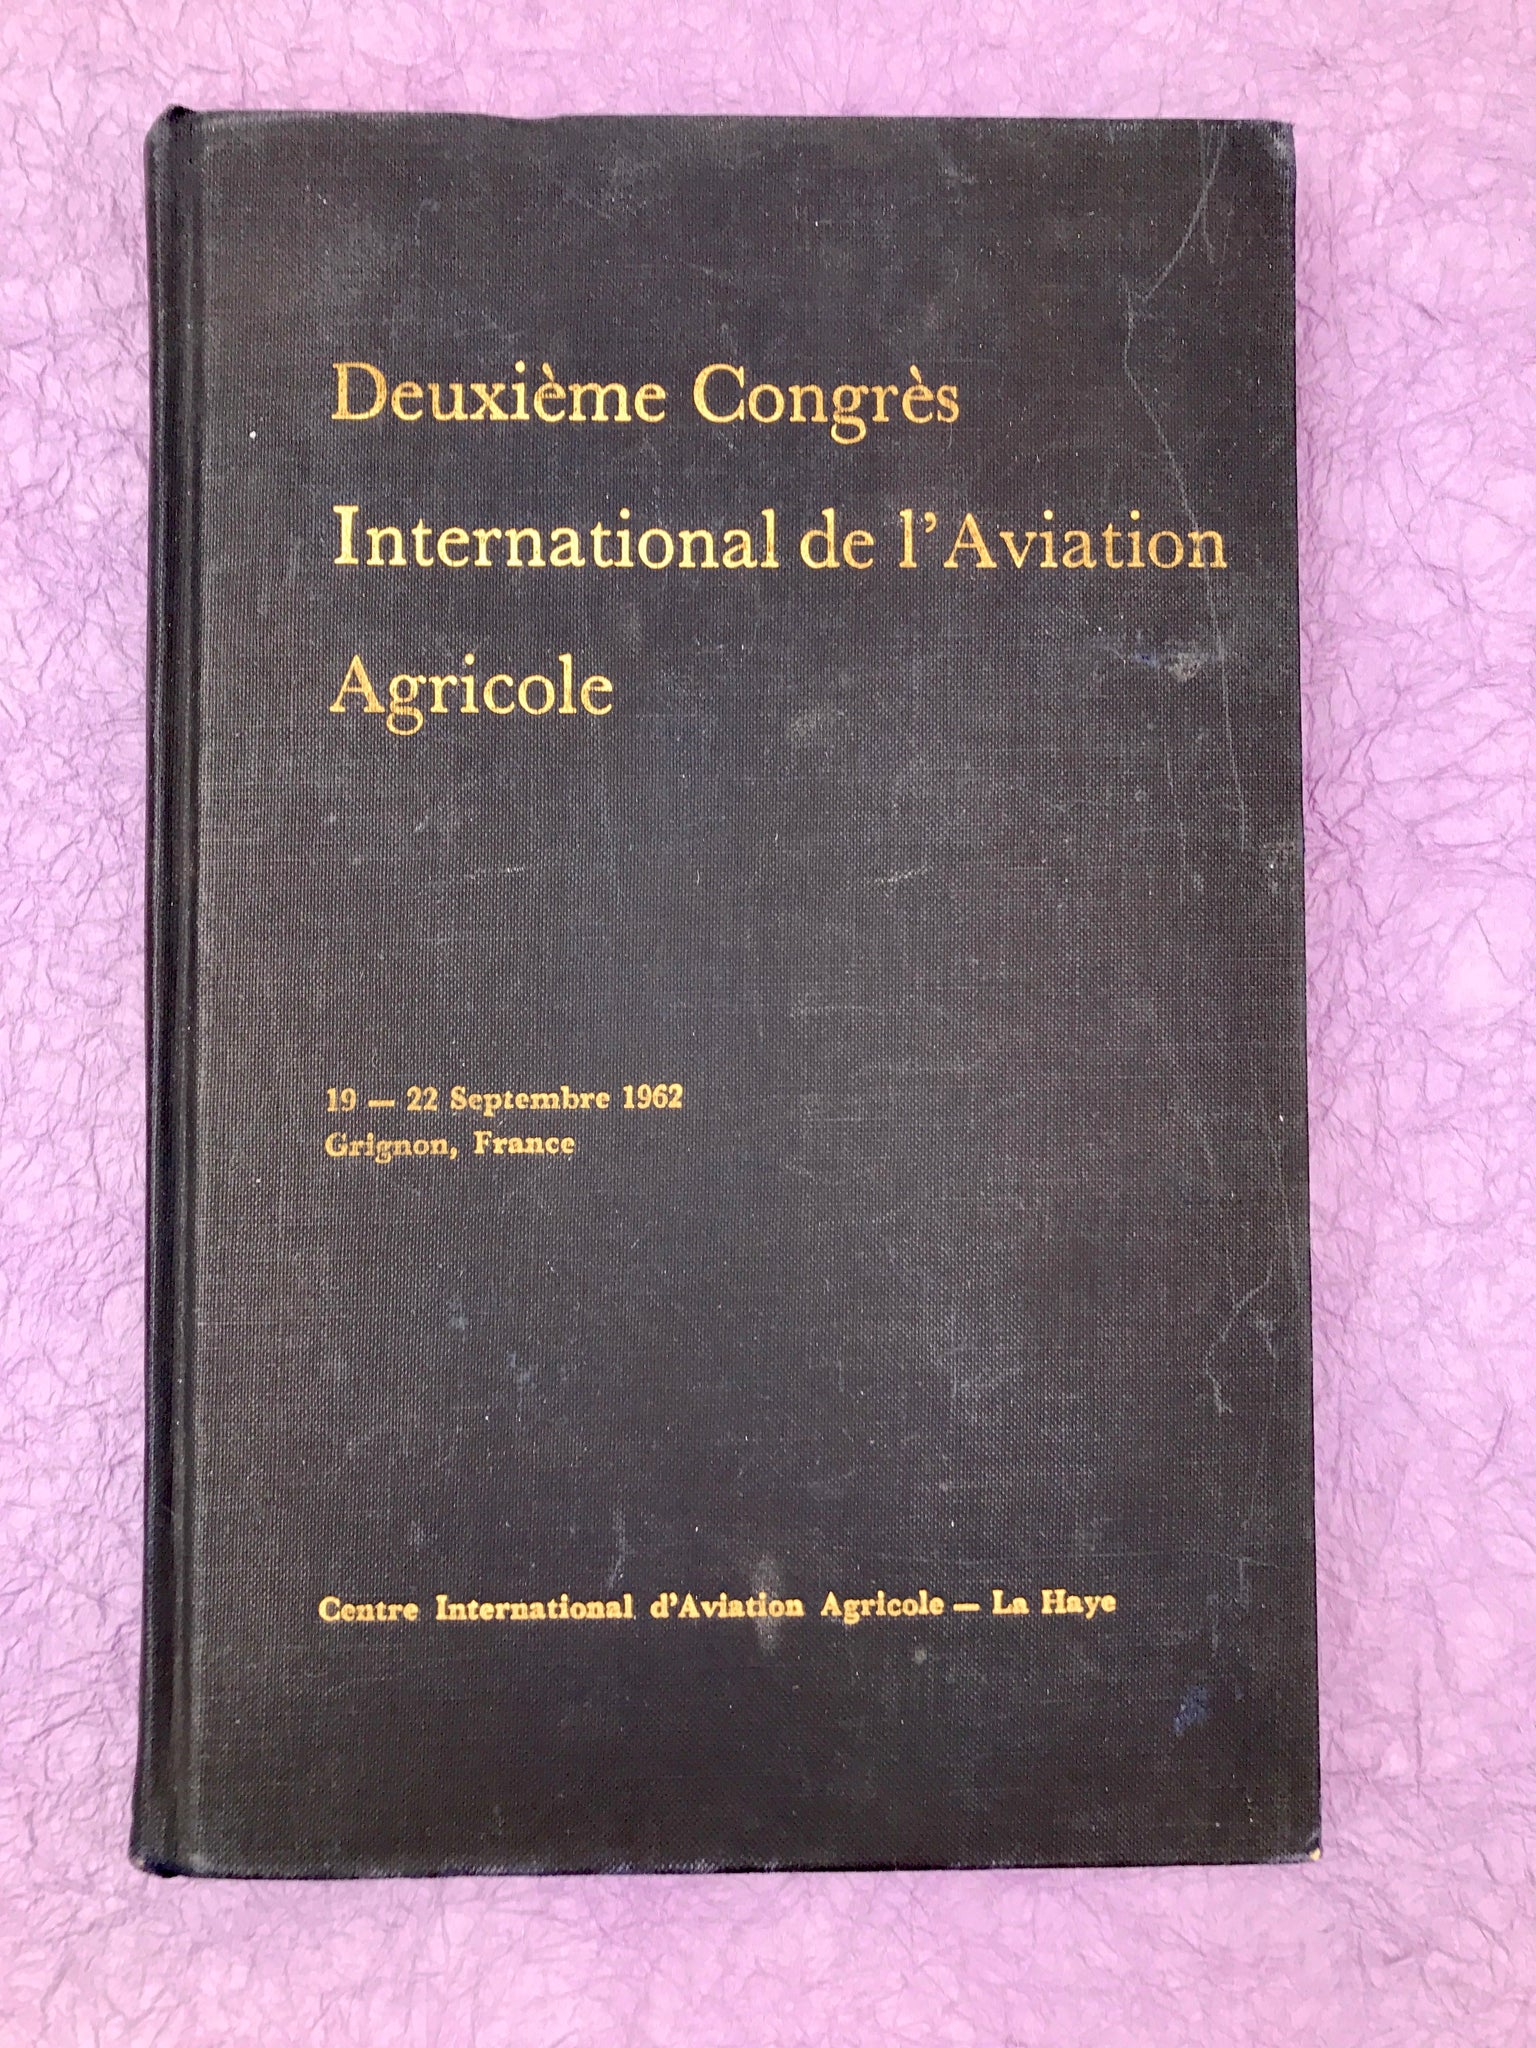 Deuxième Congrès
International de l'Aviation
Agricole
19 — 22 Septembre 1962
Grignon, France
Centre International d'Aviation Agricole — La Haye